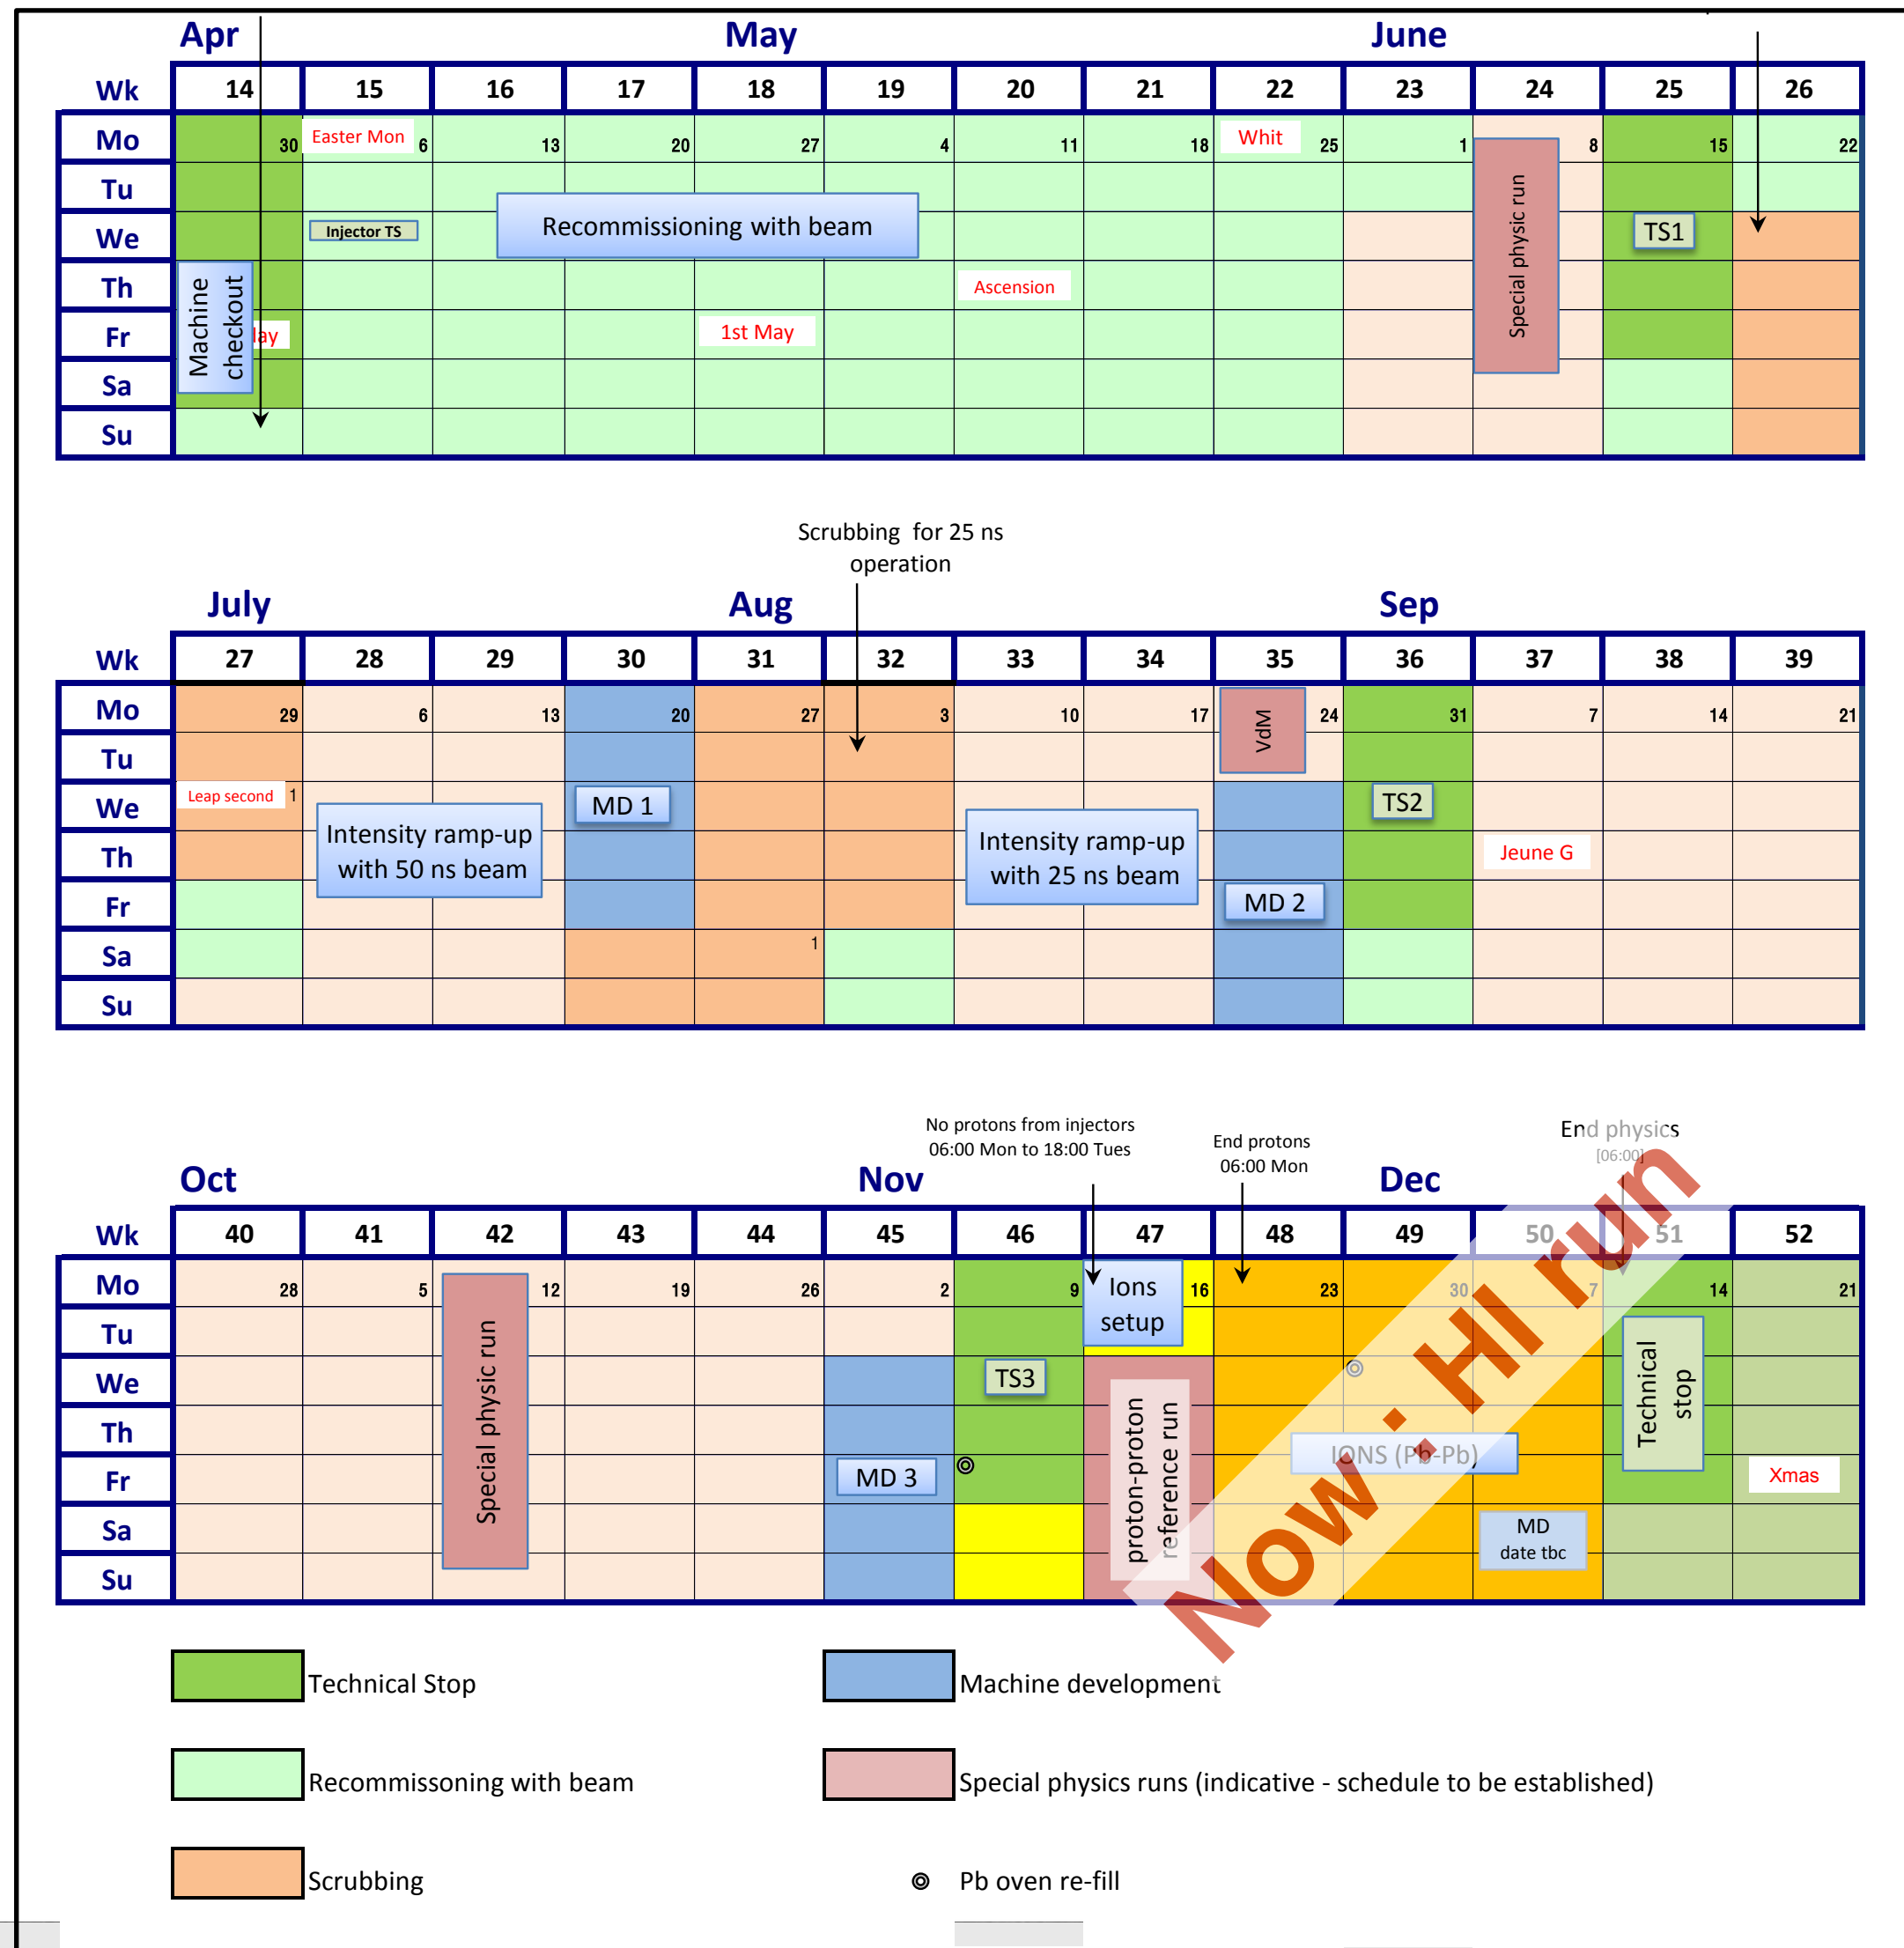 Apr May June
Wk 14 15 16 17 18 19 20 21 22 23 24 25 26
Mo 30 Easter Mon 6 13 20 27 4 11 18 Whit 25 1 8 15 22
Tu
We Injector TS Recommissioning with beam TS1
Th Ascension
Fr 1st May
Sa
Su
Machine
checkout
Special physic run
Scrubbing for 25 ns
operation
July Aug Sep
Wk 27 28 29 30 31 32 33 34 35 36 37 38 39
Mo 29 6 13 20 27 3 10 17 24 31 7 14 21
Tu
We Leap second 1 MD 1 TS2
Th Jeune G
Fr MD 2
Sa 1
Su
Intensity ramp-up
with 50 ns beam
Intensity ramp-up
with 25 ns beam
VdM
No protons from injectors
06:00 Mon to 18:00 Tues
End protons
06:00 Mon
End physics
[06:00]
Oct Nov Dec
Wk 40 41 42 43 44 45 46 47 48 49 50 51 52
Mo 28 5 12 19 26 2 9 16 23 30 7 14 21
Tu
We TS3
Th
Fr MD 3 IONS (Pb-Pb) Xmas
Sa
Su
Special physic run
Ions
setup
proton-proton
reference run
MD
date tbc
Technical
stop
Now : HI run
Technical Stop
Machine development
Recommissoning with beam
Special physics runs (indicative - schedule to be established)
Scrubbing
Pb oven re-fill